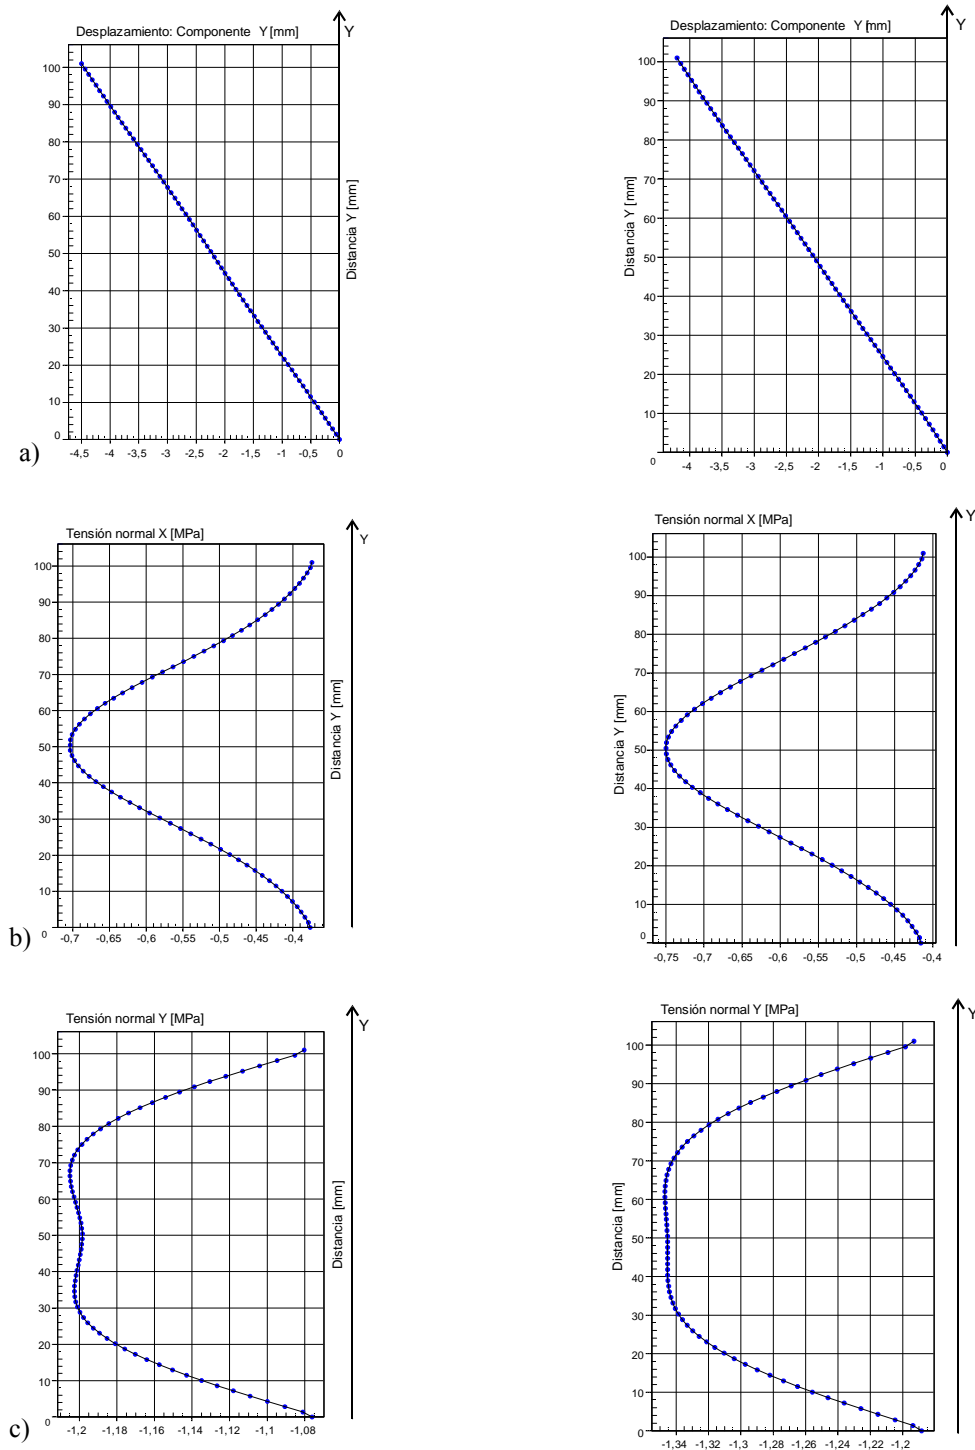 Desplazamiento: Componente Y [mm]
Y
100
90
80
70
60
50
40
30
20
10
0
Distancia Y [mm]
-4,5 -4 -3,5 -3 -2,5 -2 -1,5 -1 -0,5 0
a)
Desplazamiento: Componente Y [mm]
Y
100
90
80
70
60
50
40
30
20
10
0
Distancia Y [mm]
-4 -3,5 -3 -2,5 -2 -1,5 -1 -0,5 0
Tensión normal X [MPa]
Y
100
90
80
70
60
50
40
30
20
10
0
Distancia Y [mm]
-0,7 -0,65 -0,6 -0,55 -0,5 -0,45 -0,4
b)
Tensión normal X [MPa]
Y
100
90
80
70
60
50
40
30
20
10
0
Distancia Y [mm]
-0,75 -0,7 -0,65 -0,6 -0,55 -0,5 -0,45 -0,4
Tensión normal Y [MPa]
Y
100
90
80
70
60
50
40
30
20
10
0
Distancia [mm]
-1,2 -1,18 -1,16 -1,14 -1,12 -1,1 -1,08
c)
Tensión normal Y [MPa]
Y
100
90
80
70
60
50
40
30
20
10
0
Distancia [mm]
-1,34 -1,32 -1,3 -1,28 -1,26 -1,24 -1,22 -1,2